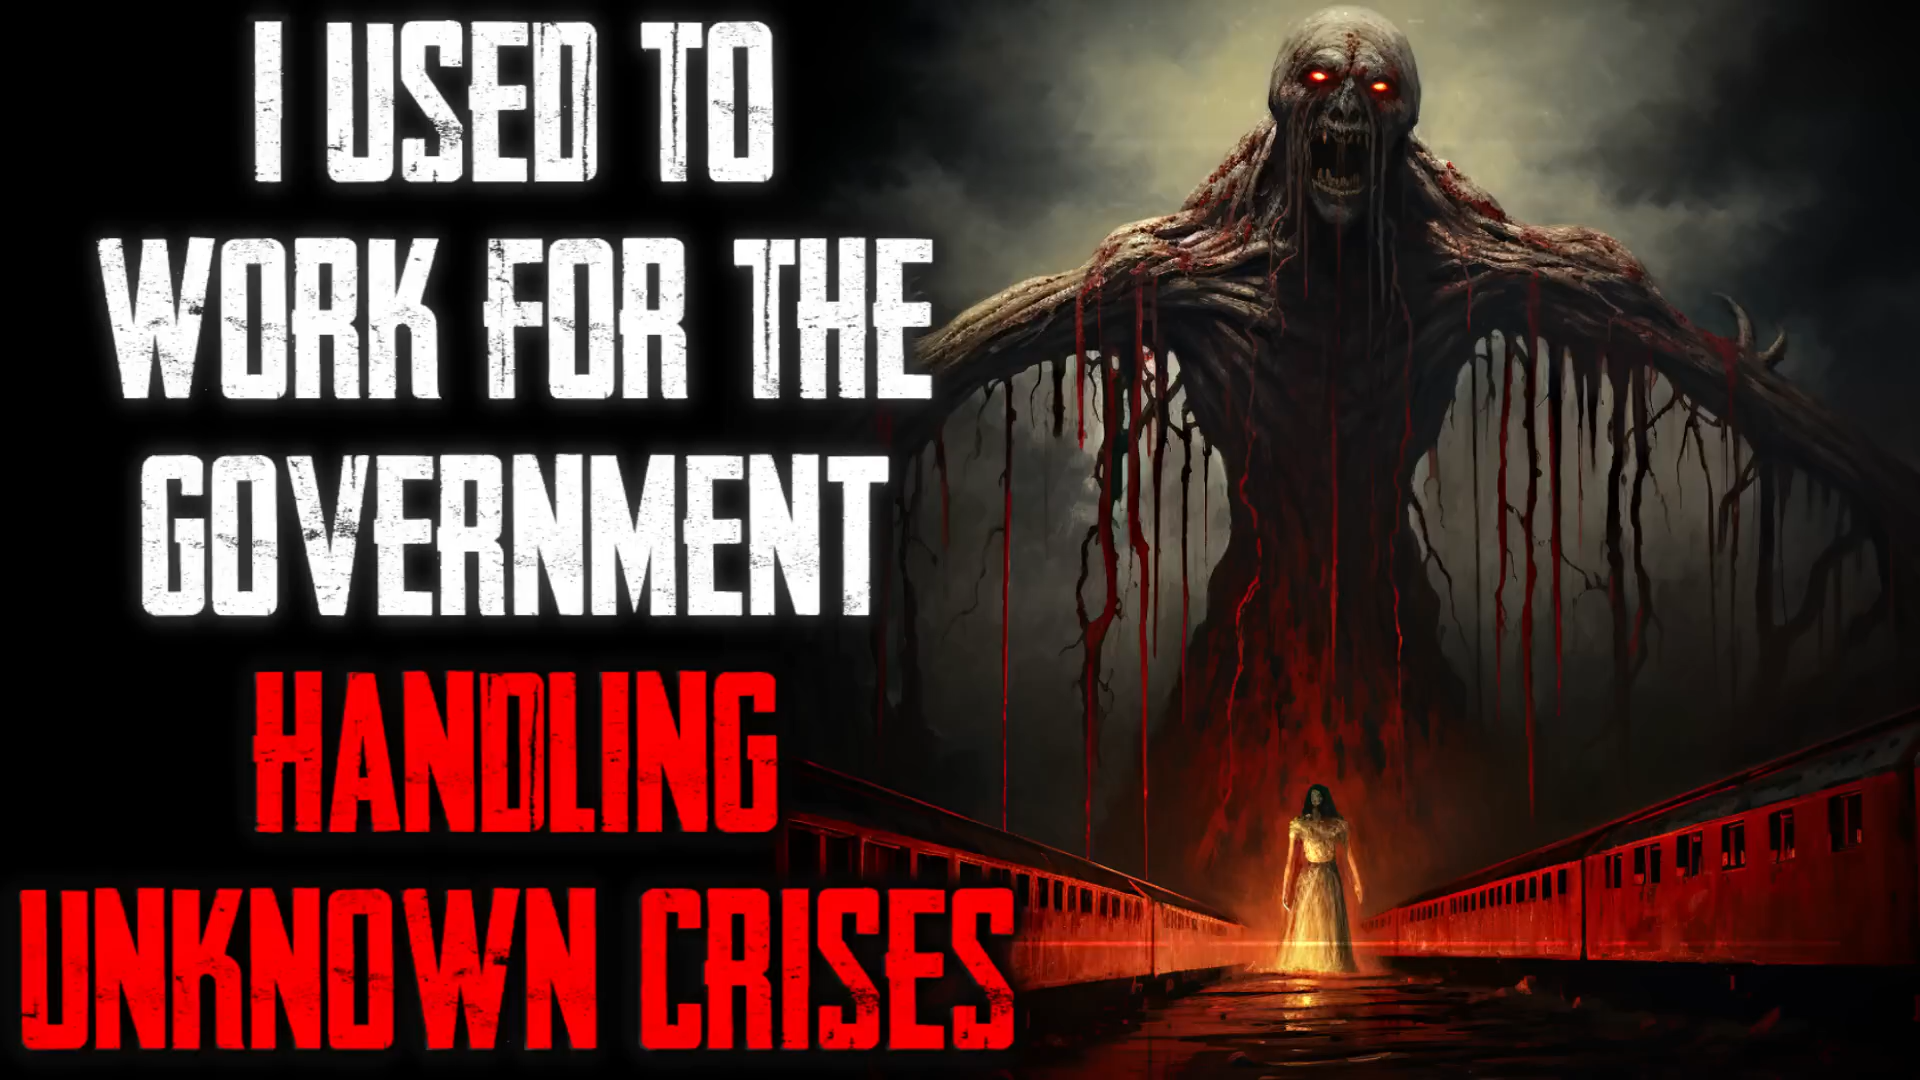 I USED TO
WORK FOR THE
GOVERNMENT
HANDLING
UNKNOWN CRISES